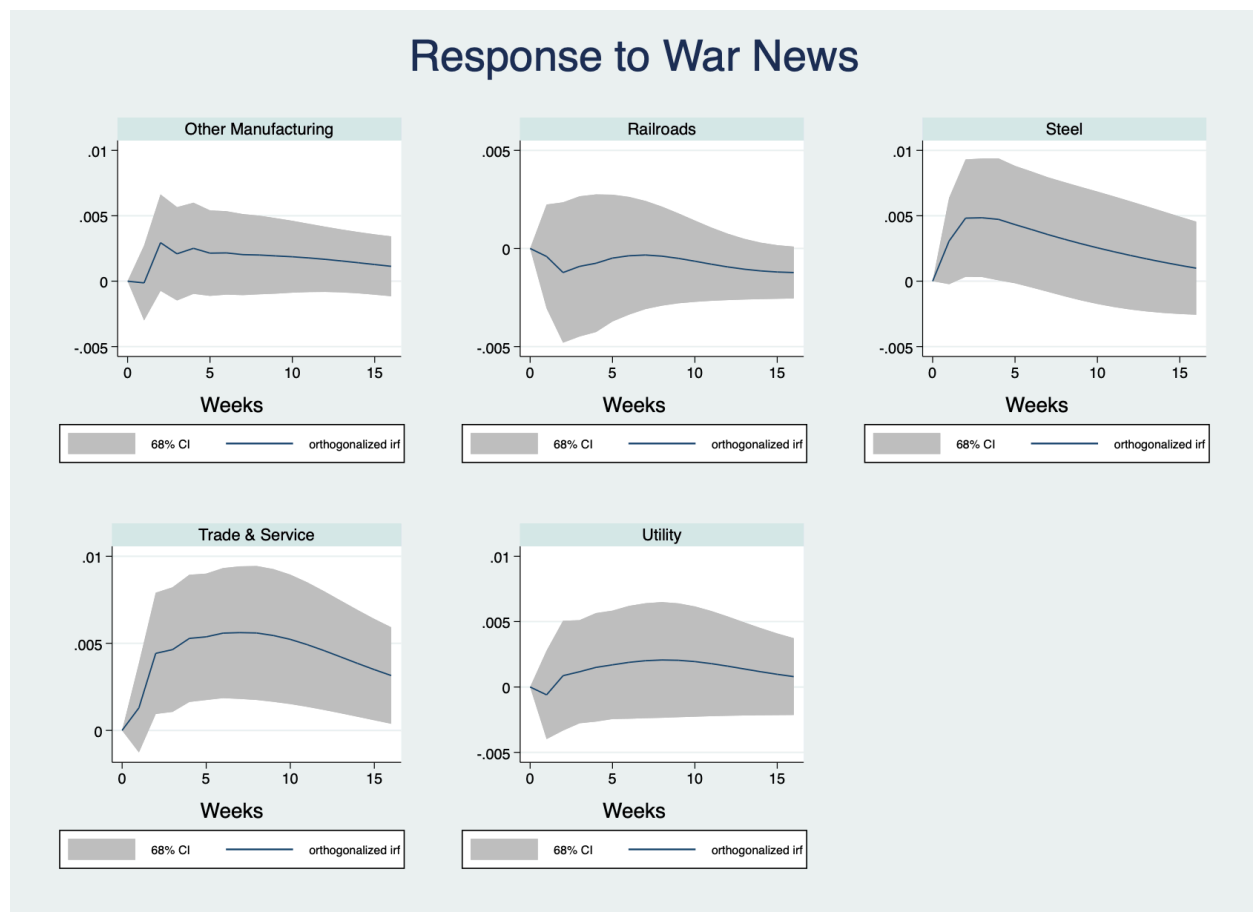 Response to War News
Other Manufacturing
.01
.005
0
-.005
0 5 10 15
Weeks
68% CI orthogonalized irf
Railroads
.005
0
-.005
0 5 10 15
Weeks
68% CI orthogonalized irf
Steel
.01
.005
0
-.005
0 5 10 15
Weeks
68% CI orthogonalized irf
Trade & Service
.01
.005
0
0 5 10 15
Weeks
68% CI orthogonalized irf
Utility
.01
.005
0
-.005
0 5 10 15
Weeks
68% CI orthogonalized irf